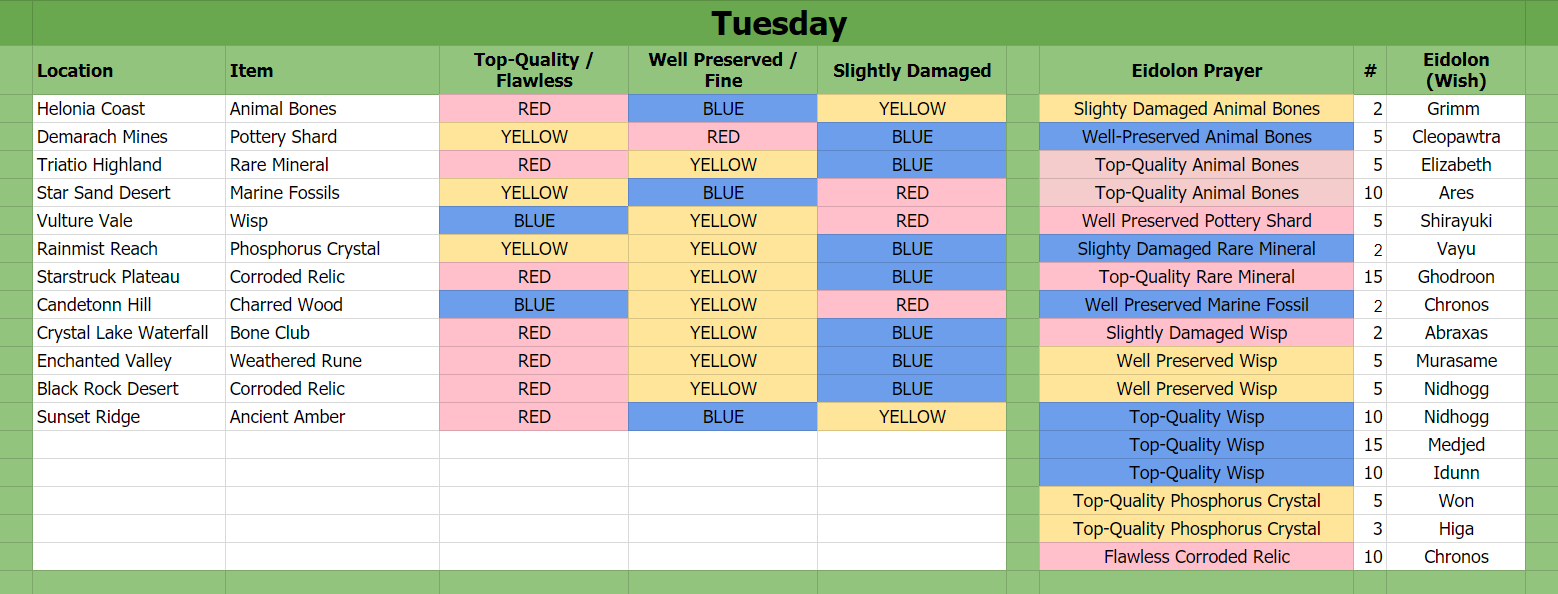 Tuesday
Location Item Top-Quality / Flawless Well Preserved / Fine Slightly Damaged Eidolon Prayer # Eidolon (Wish)
Helonia Coast Animal Bones RED BLUE YELLOW Slighty Damaged Animal Bones 2 Grimm
Demarach Mines Pottery Shard YELLOW RED BLUE Well-Preserved Animal Bones 5 Cleopawtra
Triatio Highland Rare Mineral RED YELLOW BLUE Top-Quality Animal Bones 5 Elizabeth
Star Sand Desert Marine Fossils YELLOW BLUE RED Top-Quality Animal Bones 10 Ares
Vulture Vale Wisp BLUE YELLOW RED Well Preserved Pottery Shard 5 Shirayuki
Rainmist Reach Phosphorus Crystal YELLOW YELLOW BLUE Slighty Damaged Rare Mineral 2 Vayu
Starstruck Plateau Corroded Relic RED YELLOW BLUE Top-Quality Rare Mineral 15 Ghodroon
Candetonn Hill Charred Wood BLUE YELLOW RED Well Preserved Marine Fossil 2 Chronos
Crystal Lake Waterfall Bone Club RED YELLOW BLUE Slightly Damaged Wisp 2 Abraxas
Enchanted Valley Weathered Rune RED YELLOW BLUE Well Preserved Wisp 5 Murasame
Black Rock Desert Corroded Relic RED YELLOW BLUE Well Preserved Wisp 5 Nidhogg
Sunset Ridge Ancient Amber RED BLUE YELLOW Top-Quality Wisp 10 Nidhogg
Top-Quality Wisp 15 Medjed
Top-Quality Wisp 10 Idunn
Top-Quality Phosphorus Crystal 5 Won
Top-Quality Phosphorus Crystal 3 Higa
Flawless Corroded Relic 10 Chronos